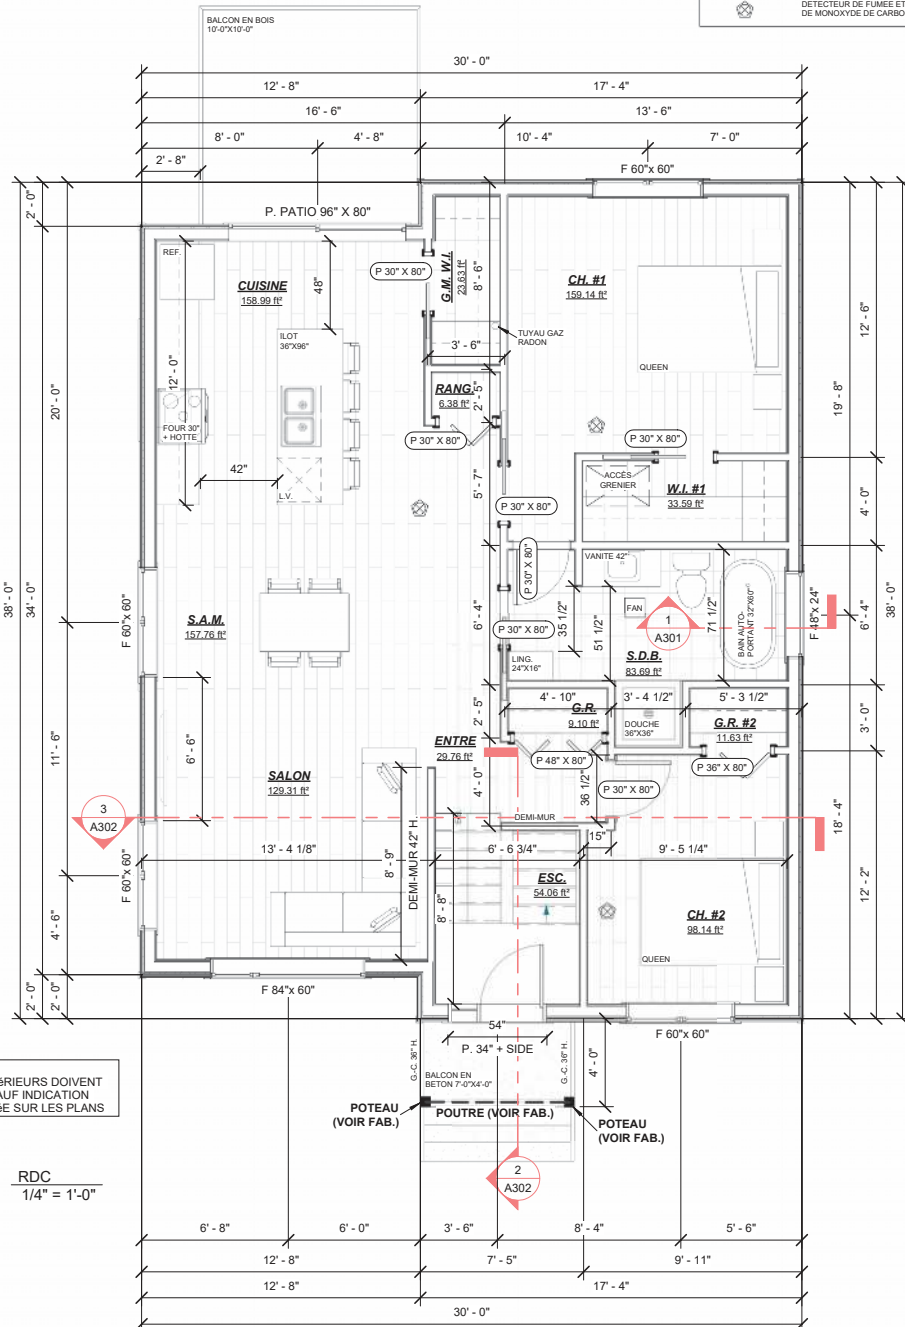 DÉTECTEUR DE FUMÉE ET
DE MONOXYDE DE CARBO
BALCON EN BOIS
10'-0"X10'-0"
30' - 0"
12' - 8"
17' - 4"
16' - 6"
13' - 6"
8' - 0"
4' - 8"
10' - 4"
7' - 0"
2' - 8"
F 60"x 60"
P. PATIO 96" X 80"
2' - 0"
REF.
CUISINE
158.99 ft²
48"
P 30" X 80"
G.M. W.I.
23.63 ft²
8' - 6"
CH. #1
159.14 ft²
12' - 6"
ILOT
36"X96"
TUYAU GAZ
RADON
3' - 6"
QUEEN
12' - 0"
RANG.
6.38 ft²
2' - 5"
20' - 0"
19' - 8"
FOUR 30"
+ HOTTE
P 30" X 80"
P 30" X 80"
42"
L.V.
5' - 7"
ACCÈS
GRENIER
W.I. #1
33.59 ft²
4' - 0"
P 30" X 80"
VANITE 42"
P 30" X 80"
38' - 0"
34' - 0"
38' - 0"
F 60"x 60"
S.A.M.
157.76 ft²
6' - 4"
P 30" X 80"
35 1/2"
51 1/2"
FAN
1
A301
71 1/2"
BAIN AUTO-
PORTANT 32"X60"
F 48"x 24"
6' - 4"
LING.
24"X16"
S.D.B.
83.69 ft²
4' - 10"
3' - 4 1/2"
5' - 3 1/2"
2' - 5"
G.R.
9.10 ft²
DOUCHE
36"X36"
G.R. #2
11.63 ft²
3' - 0"
11' - 6"
6' - 6"
ENTRE
29.76 ft²
P 48" X 80"
P 36" X 80"
SALON
129.31 ft²
4' - 0"
36 1/2"
P 30" X 80"
3
A302
DEMI-MUR
18' - 4"
15"
13' - 4 1/8"
6' - 6 3/4"
9' - 5 1/4"
F 60"x 60"
8' - 9"
DEMI-MUR 42" H.
ESC.
54.06 ft²
12' - 2"
8' - 8"
CH. #2
98.14 ft²
4' - 6"
QUEEN
2' - 0"
2' - 0"
F 84"x 60"
54"
P. 34" + SIDE
F 60"x 60"
G.-C. 36" H.
G.-C. 36" H.
4' - 0"
BALCON EN
BETON 7'-0"X4'-0"
ÉRIEURS DOIVENT
AUF INDICATION
ÉE SUR LES PLANS
POTEAU
(VOIR FAB.)
POUTRE (VOIR FAB.)
POTEAU
(VOIR FAB.)
RDC
1/4" = 1'-0"
2
A302
6' - 8"
6' - 0"
3' - 6"
8' - 4"
5' - 6"
12' - 8"
7' - 5"
9' - 11"
12' - 8"
17' - 4"
30' - 0"